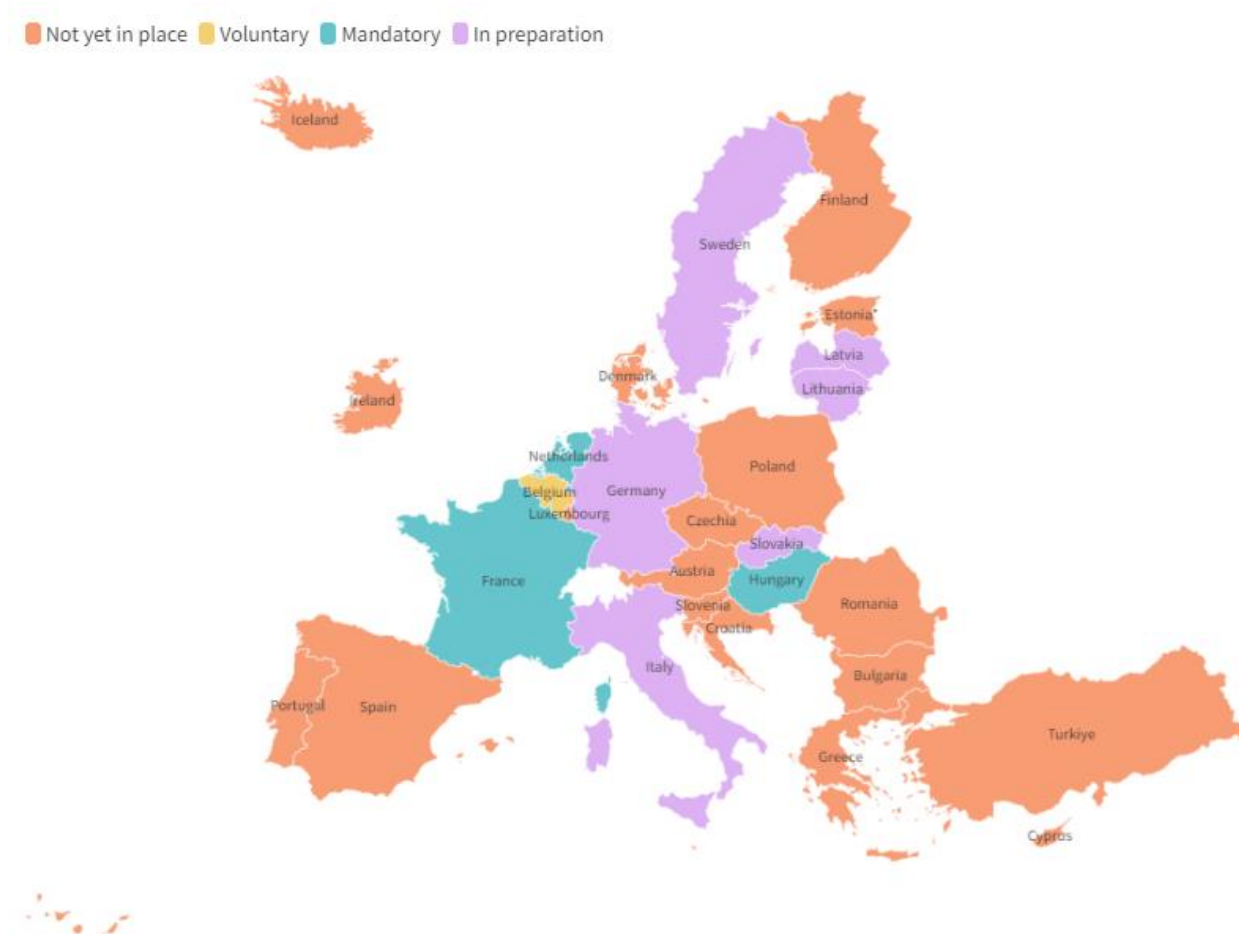 Not yet in place Voluntary Mandatory In preparation
Iceland
Finland
Sweden
Estonia*
Latvia
Denmark
Lithuania
Ireland
Netherlands
Poland
Germany
Belgium
Luxembourg
Czechia
Slovakia
Austria
Hungary
France
Slovenia
Romania
Croatia
Italy
Bulgaria
Portugal
Spain
Turkiye
Greece
Cyprus